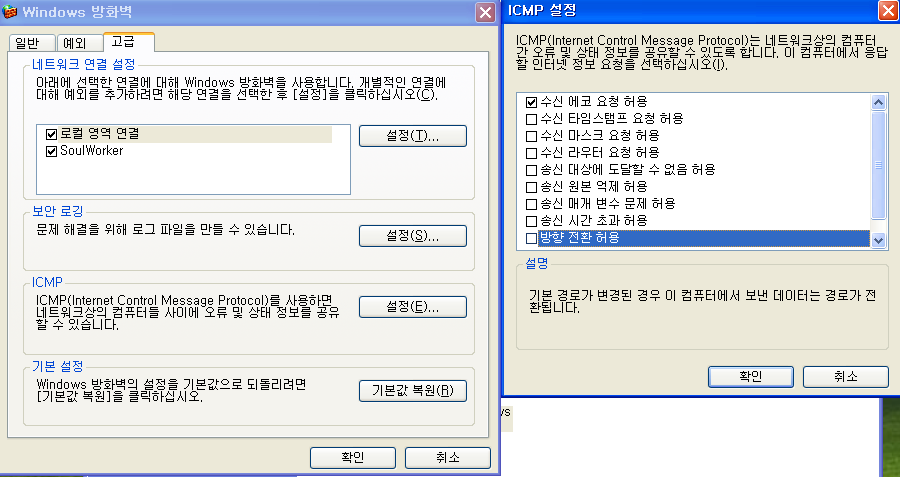 Windows 방화벽
일반
예외
고급
네트워크 연결 설정
아래에 선택한 연결에 대해 Windows 방화벽을 사용합니다. 개별적인 연결에
대해 예외를 추가하려면 해당 연결을 선택한 후 [설정]을 클릭하십시오(C).
로컬 영역 연결
SoulWorker
설정(T)...
보안 로깅
문제 해결을 위해 로그 파일을 만들 수 있습니다.
설정(S)...
ICMP
ICMP(Internet Control Message Protocol)를 사용하면
네트워크상의 컴퓨터들 사이에 오류 및 상태 정보를 공유
할 수 있습니다.
설정(E)...
기본 설정
Windows 방화벽의 설정을 기본값으로 되돌리려면
[기본값 복원]을 클릭하십시오.
기본값 복원(R)
확인
취소
ICMP 설정
ICMP(Internet Control Message Protocol)는 네트워크상의 컴퓨터
간 오류 및 상태 정보를 공유할 수 있도록 합니다. 이 컴퓨터에서 응답
할 인터넷 정보 요청을 선택하십시오(I).
수신 에코 요청 허용
수신 타임스탬프 요청 허용
수신 마스크 요청 허용
수신 라우터 요청 허용
송신 대상에 도달할 수 없음 허용
송신 원본 억제 허용
송신 매개 변수 문제 허용
송신 시간 초과 허용
방향 전환 허용
설명
기본 경로가 변경된 경우 이 컴퓨터에서 보낸 데이터는 경로가 전
환됩니다.
확인
취소